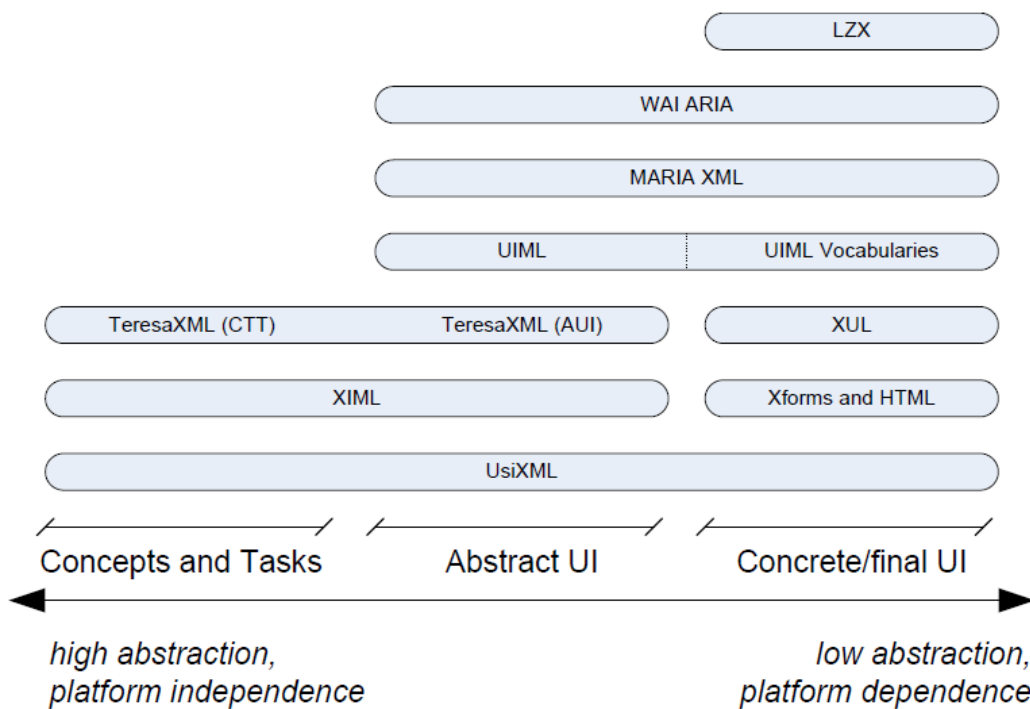 LZX
WAI ARIA
MARIA XML
UIML UIML Vocabularies
TeresaXML (CTT) TeresaXML (AUI) XUL
XIML Xforms and HTML
UsiXML
Concepts and Tasks Abstract UI Concrete/final UI
high abstraction, low abstraction,
platform independence platform dependence